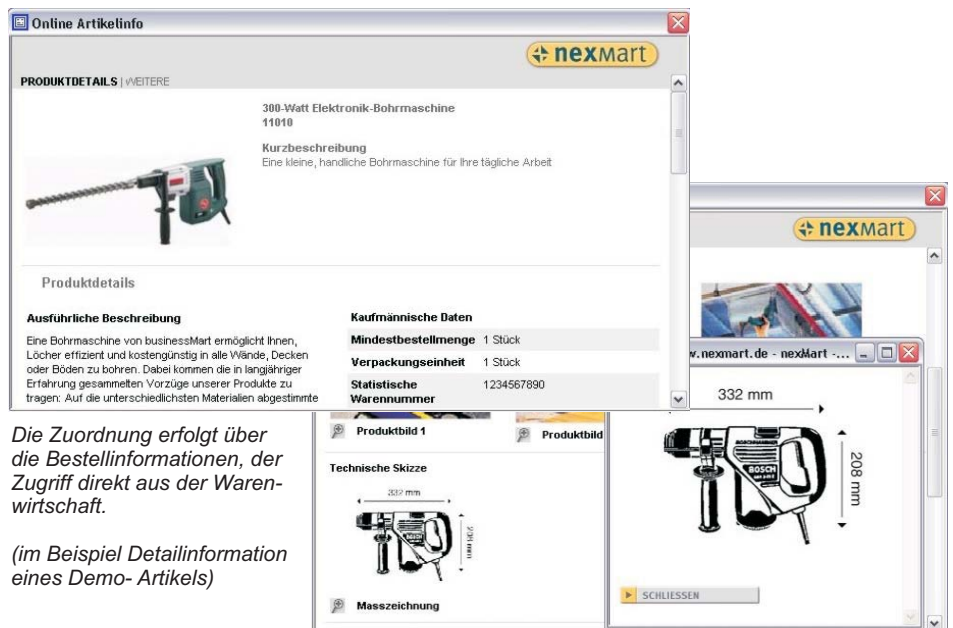 Online Artikelinfo
nexmart
PRODUKTDETAILS | WEITERE
300-Watt Elektronik-Bohrmaschine
11010
Kurzbeschreibung
Eine kleine, handliche Bohrmaschine für Ihre tägliche Arbeit
Produktdetails
Ausführliche Beschreibung
Eine Bohrmaschine von businessMart ermöglicht Ihnen,
Löcher effizient und kostengünstig in alle Wände, Decken
oder Böden zu bohren. Dabei kommen die in langjähriger
Erfahrung gesammelten Vorzüge unserer Produkte zu
tragen: Auf die unterschiedlichsten Materialien abgestimmte
Kaufmännische Daten
Mindestbestellmenge 1 Stück
Verpackungseinheit 1 Stück
Statistische 1234567890
Warennummer
nexmart
w.nexmart.de - nexMart -...
332 mm
208 mm
BOSCH
SCHLIESSEN
Produktbild 1
Produktbild
Technische Skizze
332 mm
208 mm
BOSCH
Masszeichnung
Die Zuordnung erfolgt über
die Bestellinformationen, der
Zugriff direkt aus der Waren-
wirtschaft.
(im Beispiel Detailinformation
eines Demo- Artikels)